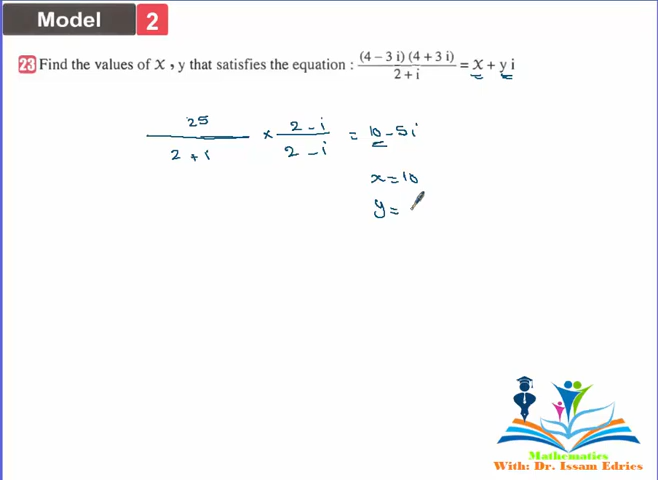 Model 2
23 Find the values of x , y that satisfies the equation : (4 – 3 i) (4 + 3 i) / 2 + i = x + y i
25 / 2 + i × 2 - i / 2 - i = 10 - 5i
x = 10
y =
Mathematics
With: Dr. Issam Edries